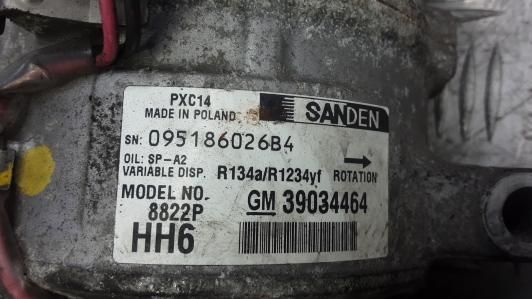 PXC14
MADE IN POLAND
SANDEN
SN: 095186026B4
OIL: SP-A2
VARIABLE DISP. R134a/R1234yf ROTATION
MODEL NO.
8822P
GM 39034464
HH6